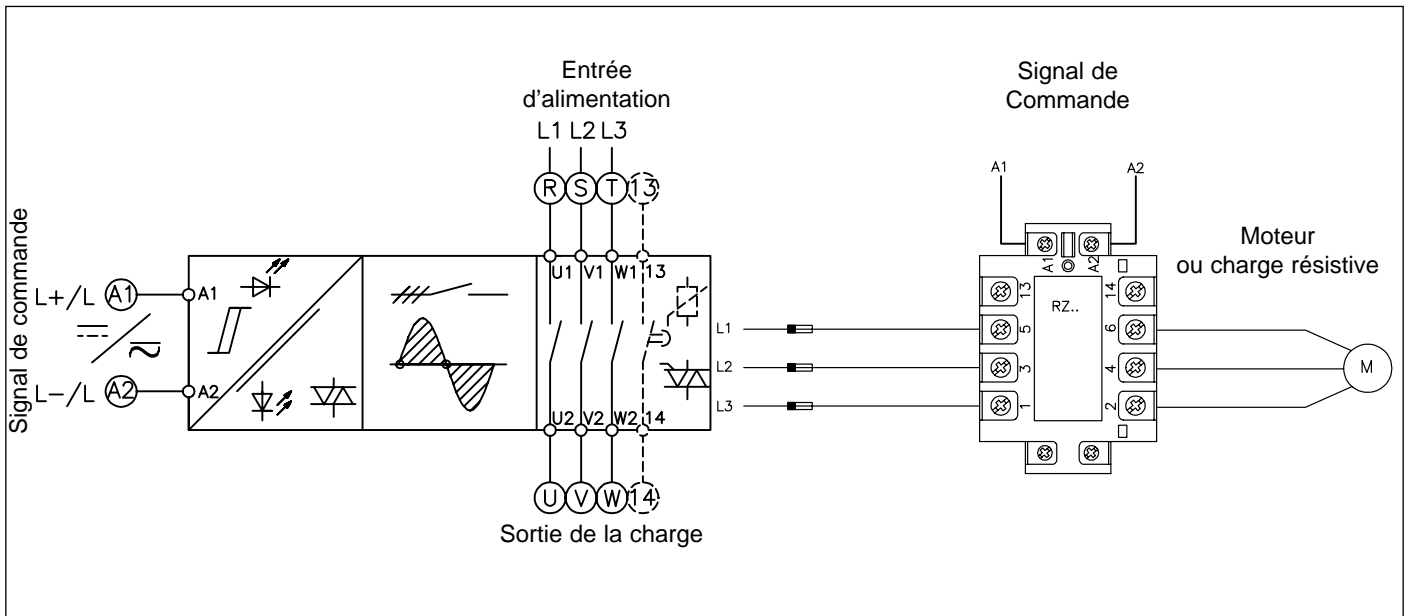 Entrée
d'alimentation
L1 L2 L3
R S T 13
Signal de commande
L+/L A1
L−/L A2
A1
A2
U1 V1 W1 13
U2 V2 W2 14
U V W 14
Sortie de la charge
Signal de
Commande
A1 A2
A1 A2
13 14
RZ..
L1 5 6
L2 3 4
L3 1 2
Moteur
ou charge résistive
M